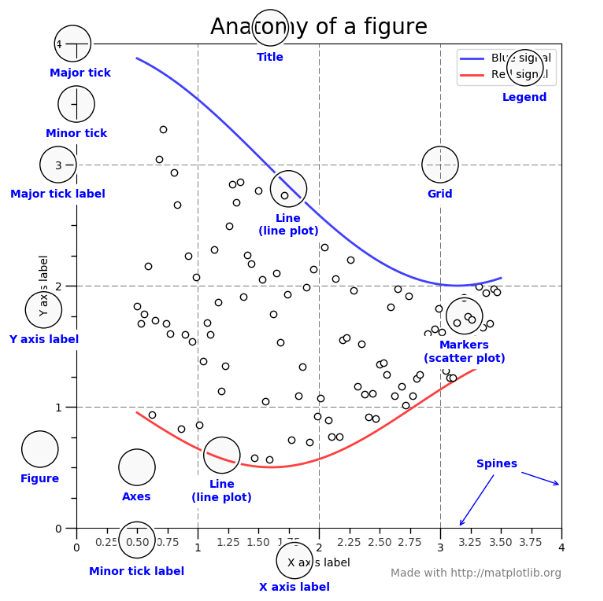 Anatomy of a figure
Title
4
Major tick
Blue signal
Red signal
Legend
Minor tick
3
Major tick label
Grid
Line
(line plot)
2
Y axis label
Y axis label
Markers
(scatter plot)
1
Figure
Axes
Line
(line plot)
Spines
0
0 0.25 0.50 0.75 1 1.25 1.50 1.75 2 2.25 2.50 2.75 3 3.25 3.50 3.75 4
Minor tick label
X axis label
X axis label
Made with http://matplotlib.org